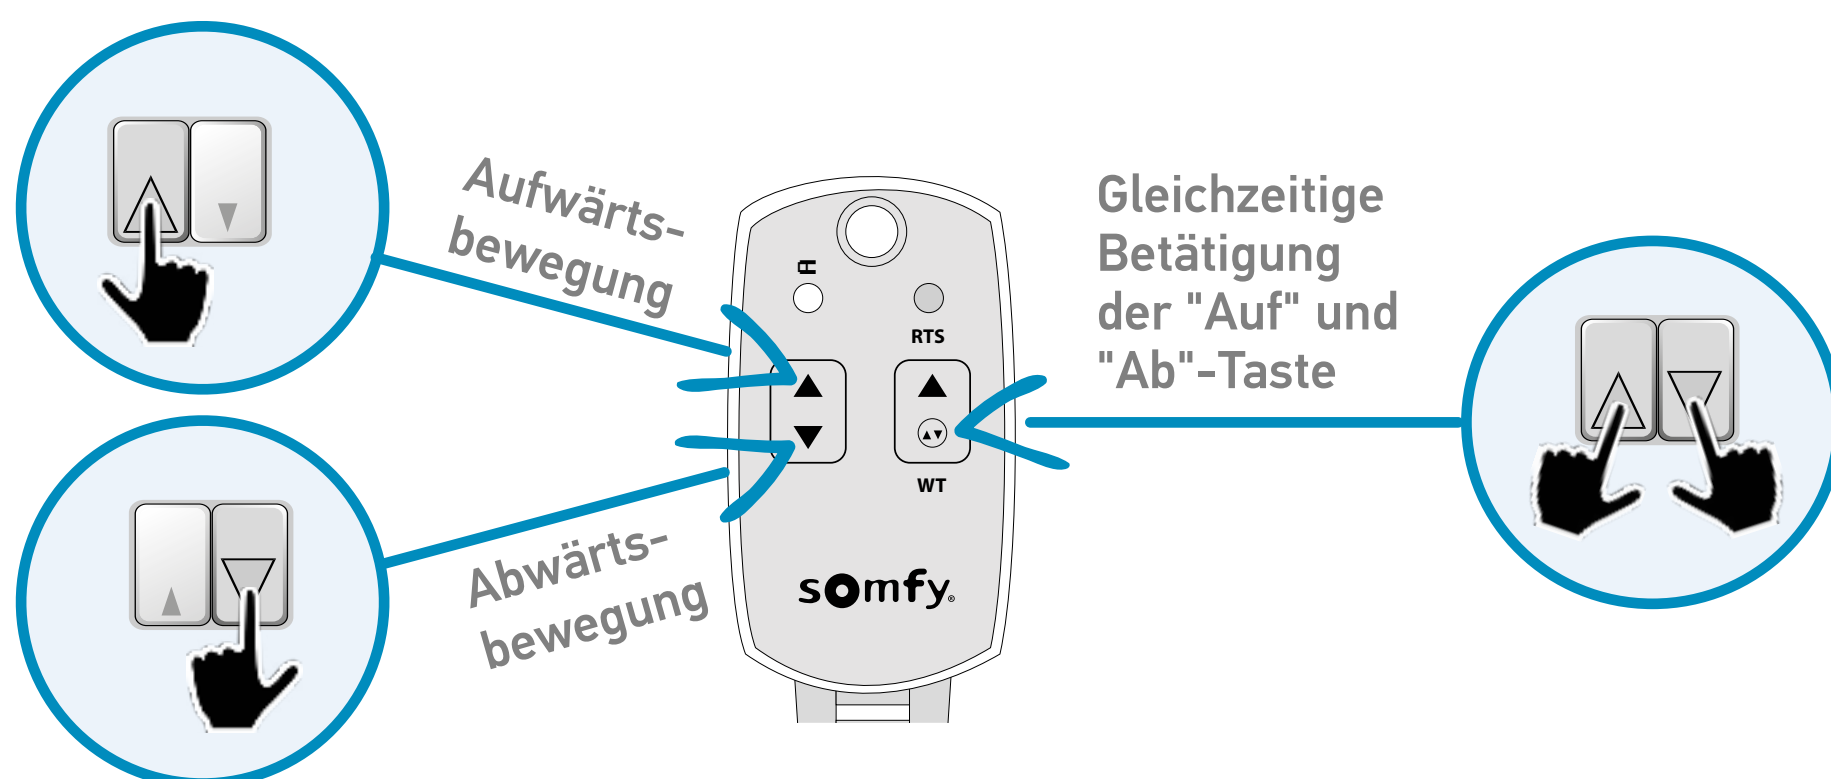 Aufwärts-
bewegung
Gleichzeitige
Betätigung
der "Auf" und
"Ab"-Taste
RTS
WT
Abwärts-
bewegung
somfy®